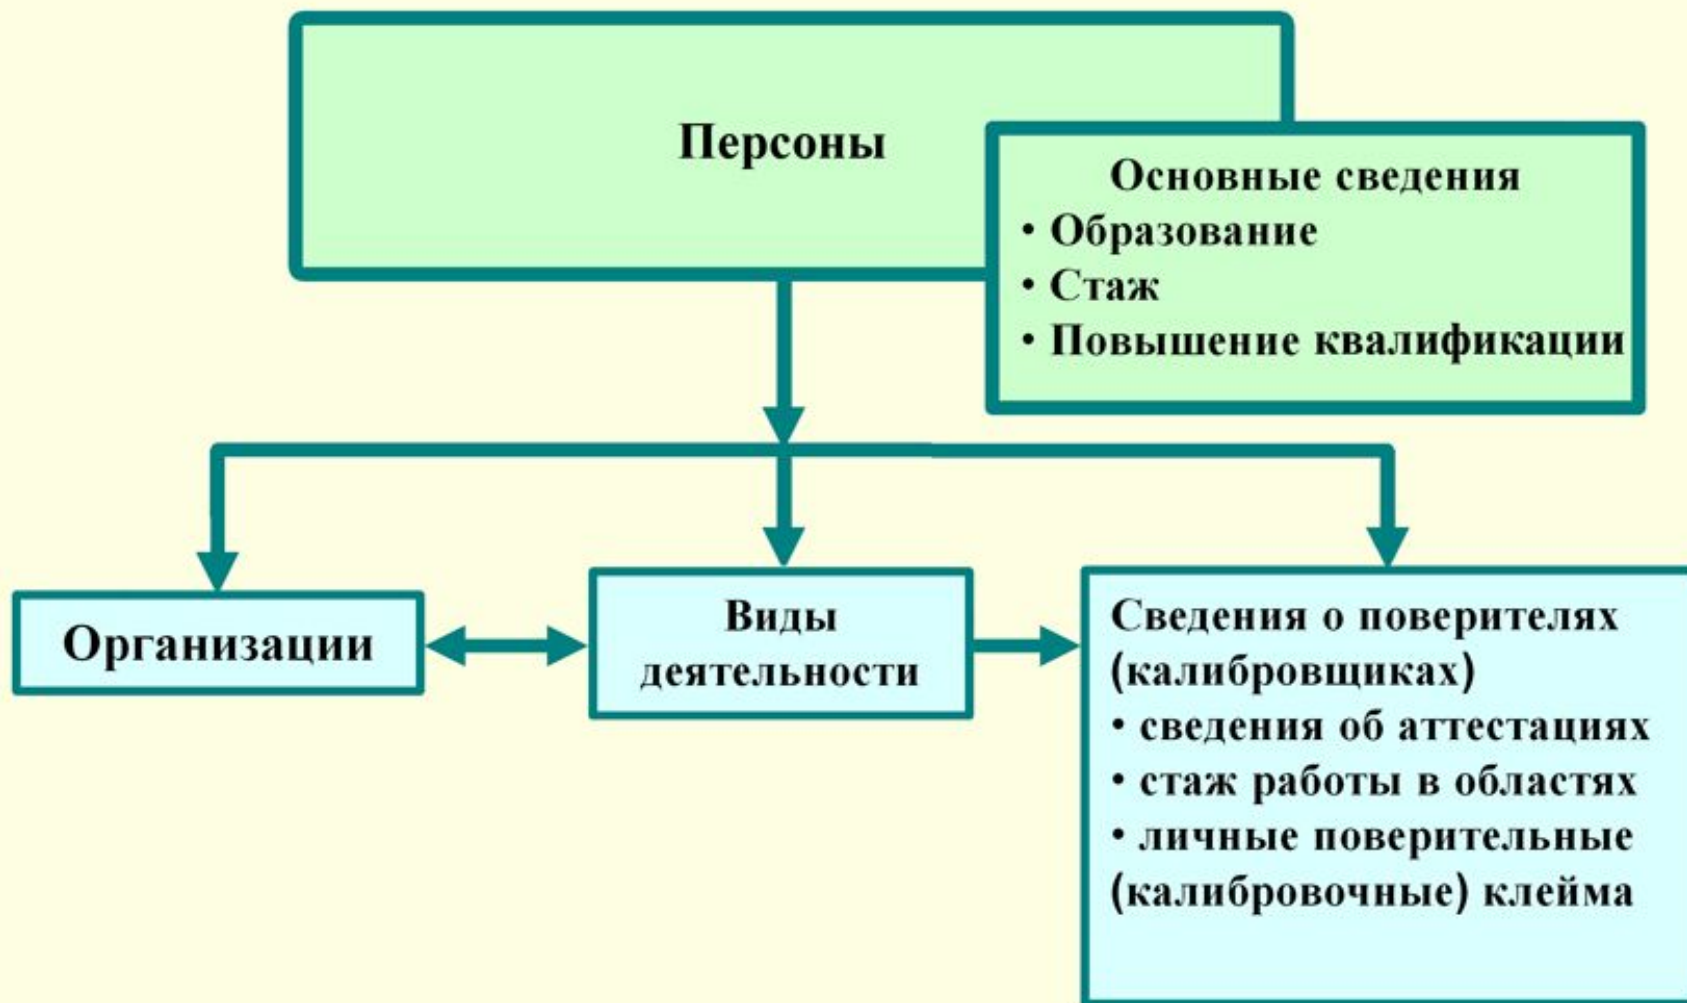 Персоны
Основные сведения
• Образование
• Стаж
• Повышение квалификации
Организации
Виды
деятельности
Сведения о поверителях
(калибровщиках)
• сведения об аттестациях
• стаж работы в областях
• личные поверительные
(калибровочные) клейма